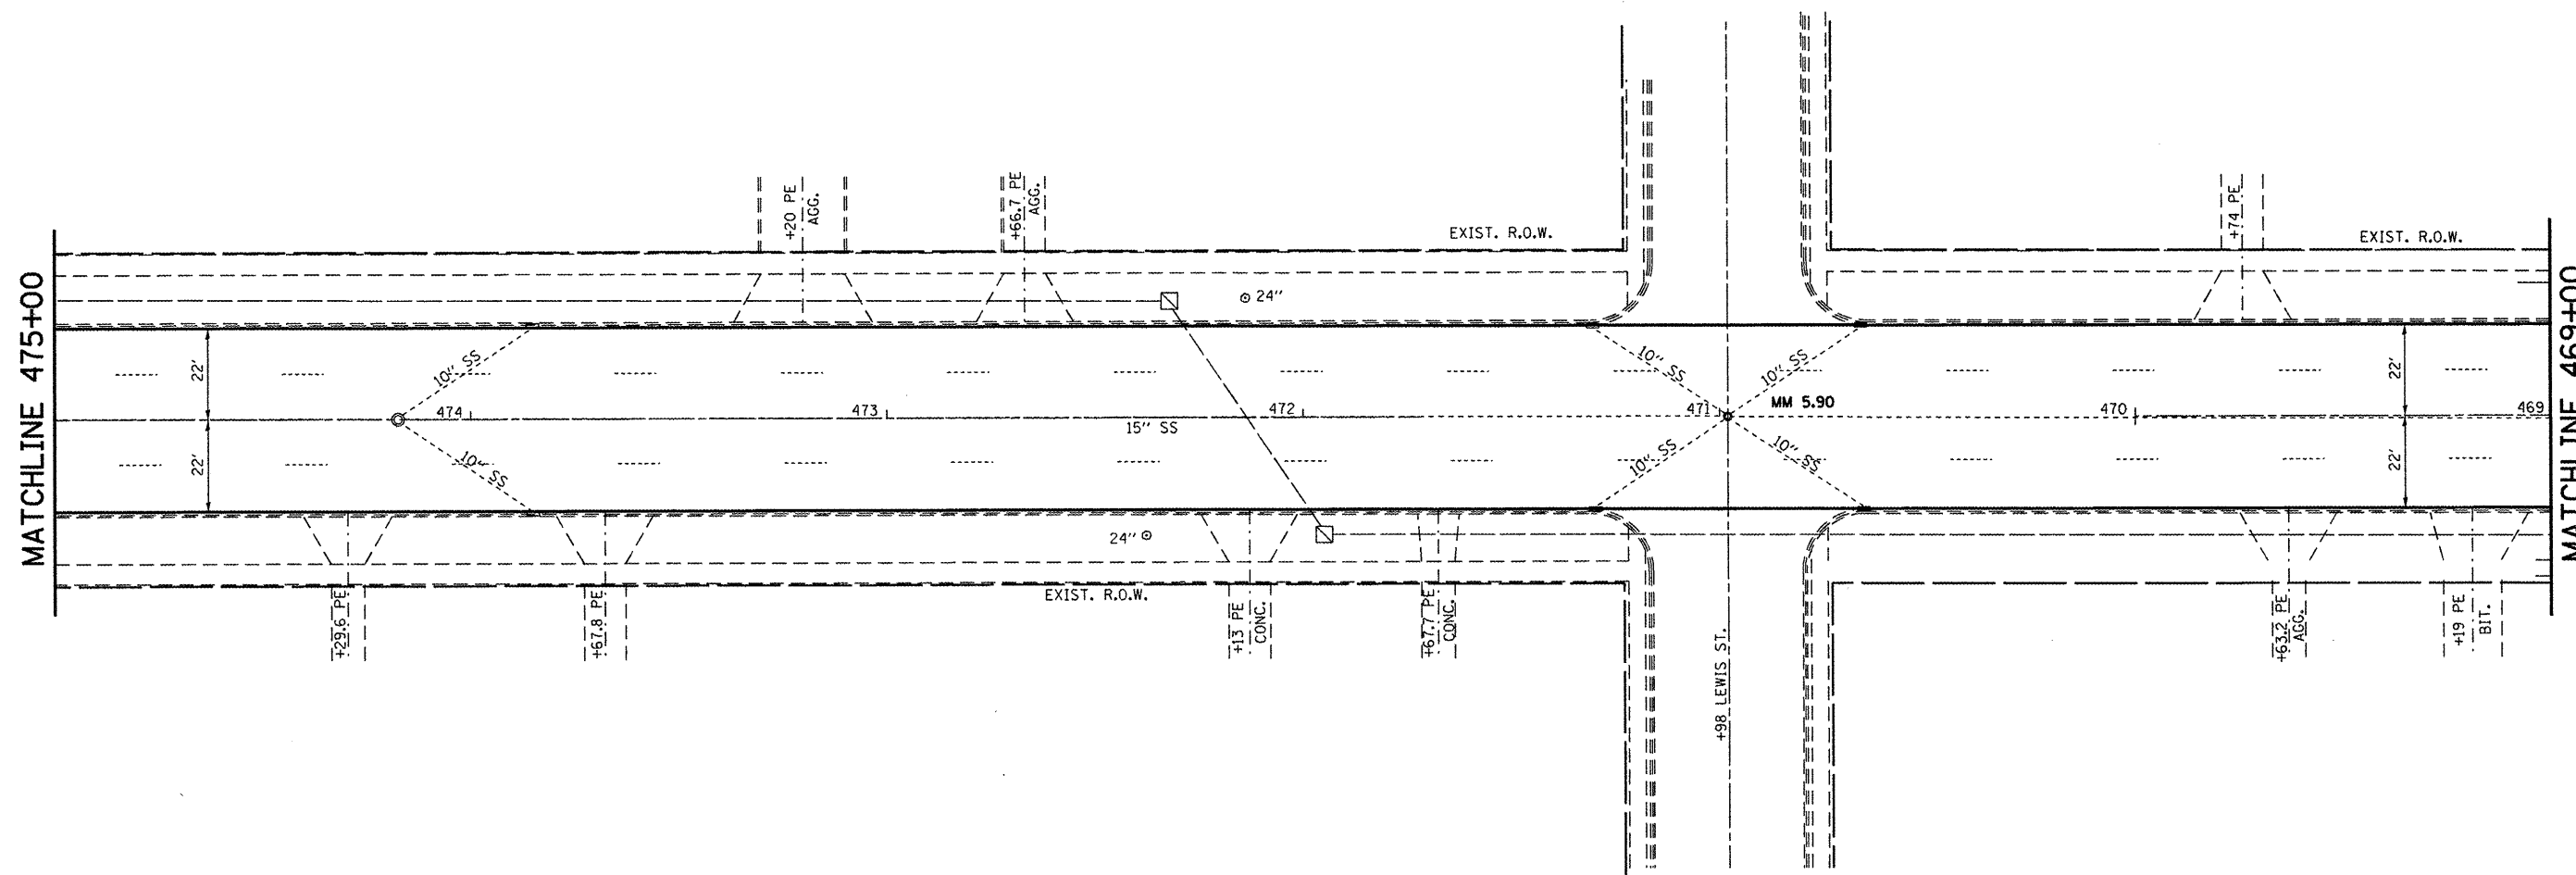 MATCHLINE 475+00
+20 PE
AGG.
+66.7 PE
AGG.
EXIST. R.O.W.
+74 PE
EXIST. R.O.W.
24"
22'
10" SS
10" SS
10" SS
22'
474
473
472
471
MM 5.90
470
469
15" SS
22'
10" SS
10" SS
10" SS
22'
24"
EXIST. R.O.W.
+29.6 PE
+67.8 PE
+13 PE
CONC.
+67.7 PE
CONC.
+98 LEWIS ST.
+63.2 PE
AGG.
+19 PE
BIT.
MATCHLINE 469+00